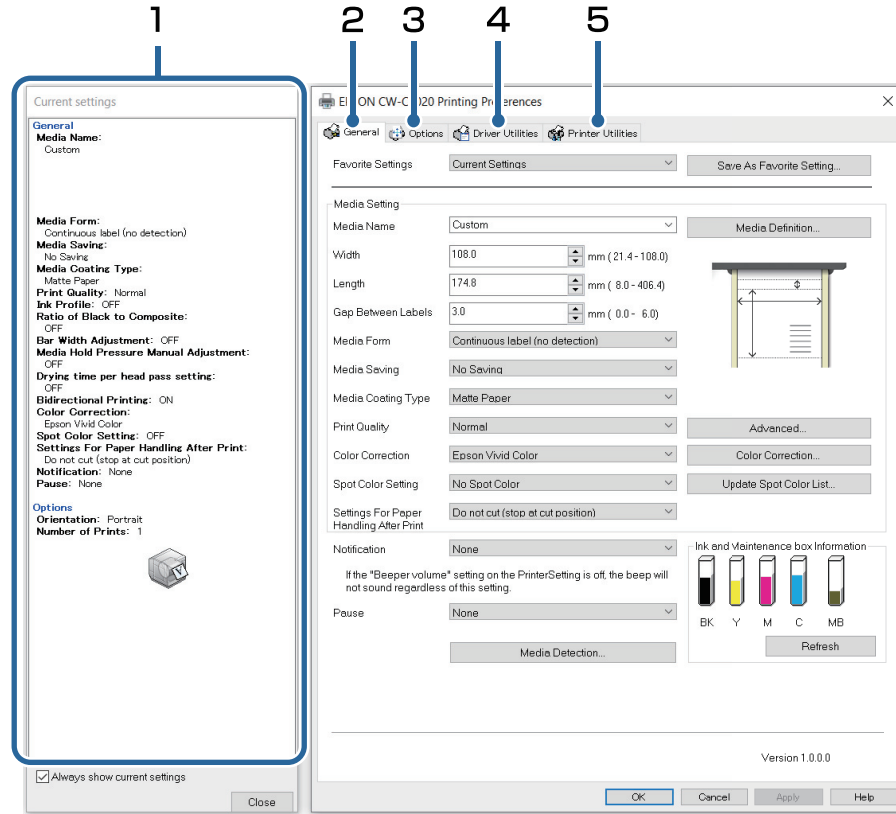 1
2
3
4
5
Current settings
General
Media Name:
Custom
Media Form:
Continuous label (no detection)
Media Saving:
No Saving
Media Coating Type:
Matte Paper
Print Quality: Normal
Ink Profile: OFF
Ratio of Black to Composite:
OFF
Bar Width Adjustment: OFF
Media Hold Pressure Manual Adjustment:
OFF
Drying time per head pass setting:
OFF
Bidirectional Printing: ON
Color Correction:
Epson Vivid Color
Spot Color Setting: OFF
Settings For Paper Handling After Print:
Do not cut (stop at cut position)
Notification: None
Pause: None
Options
Orientation: Portrait
Number of Prints: 1
Always show current settings
Close
020 Printing
General Options Driver Utilities Printer Utilities
Favorite Settings Current Settings Save As Favorite Setting...
Media Setting
Media Name Custom Media Definition...
Width 108.0 mm ( 21.4 - 108.0)
Length 174.8 mm ( 8.0 - 406.4)
Gap Between Labels 3.0 mm ( 0.0 - 6.0)
Media Form Continuous label (no detection)
Media Saving No Saving
Media Coating Type Matte Paper
Print Quality Normal Advanced...
Color Correction Epson Vivid Color Color Correction...
Spot Color Setting No Spot Color Update Spot Color List...
Settings For Paper Do not cut (stop at cut position)
Handling After Print
Notification None
If the "Beeper volume" setting on the PrinterSetting is off, the beep will
not sound regardless of this setting.
Pause None
Media Detection...
Ink and Maintenance box Information
BK Y M C MB
Refresh
Version 1.0.0.0
OK Cancel Apply Help